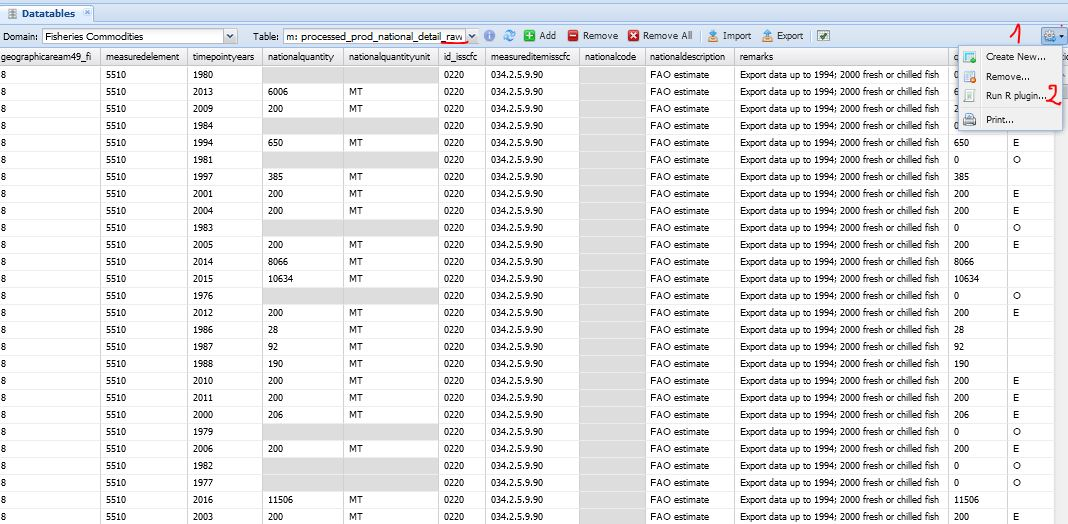 Datatables
Domain: Fisheries Commodities Table: m: processed_prod_national_detail_raw Add Remove Remove All Import Export 1
geographicaream49_fi measuredelement timepointyears nationalquantity nationalquantityunit id_isscfc measureditemisscfc nationalcode nationaldescription remarks
Create New...
Remove...
Run R plugin... 2
Print...
8 5510 1980 0220 034.2.5.9.90 FAO estimate Export data up to 1994; 2000 fresh or chilled fish 0
8 5510 2013 6006 MT 0220 034.2.5.9.90 FAO estimate Export data up to 1994; 2000 fresh or chilled fish 6
8 5510 2009 200 MT 0220 034.2.5.9.90 FAO estimate Export data up to 1994; 2000 fresh or chilled fish 2
8 5510 1984 0220 034.2.5.9.90 FAO estimate Export data up to 1994; 2000 fresh or chilled fish 0
8 5510 1994 650 MT 0220 034.2.5.9.90 FAO estimate Export data up to 1994; 2000 fresh or chilled fish 650 E
8 5510 1981 0220 034.2.5.9.90 FAO estimate Export data up to 1994; 2000 fresh or chilled fish 0 O
8 5510 1997 385 MT 0220 034.2.5.9.90 FAO estimate Export data up to 1994; 2000 fresh or chilled fish 385
8 5510 2001 200 MT 0220 034.2.5.9.90 FAO estimate Export data up to 1994; 2000 fresh or chilled fish 200 E
8 5510 2004 200 MT 0220 034.2.5.9.90 FAO estimate Export data up to 1994; 2000 fresh or chilled fish 200 E
8 5510 1983 0220 034.2.5.9.90 FAO estimate Export data up to 1994; 2000 fresh or chilled fish 0 O
8 5510 2005 200 MT 0220 034.2.5.9.90 FAO estimate Export data up to 1994; 2000 fresh or chilled fish 200 E
8 5510 2014 8066 MT 0220 034.2.5.9.90 FAO estimate Export data up to 1994; 2000 fresh or chilled fish 8066
8 5510 2015 10634 MT 0220 034.2.5.9.90 FAO estimate Export data up to 1994; 2000 fresh or chilled fish 10634
8 5510 1976 0220 034.2.5.9.90 FAO estimate Export data up to 1994; 2000 fresh or chilled fish 0 O
8 5510 2012 200 MT 0220 034.2.5.9.90 FAO estimate Export data up to 1994; 2000 fresh or chilled fish 200 E
8 5510 1986 28 MT 0220 034.2.5.9.90 FAO estimate Export data up to 1994; 2000 fresh or chilled fish 28
8 5510 1987 92 MT 0220 034.2.5.9.90 FAO estimate Export data up to 1994; 2000 fresh or chilled fish 92
8 5510 1988 190 MT 0220 034.2.5.9.90 FAO estimate Export data up to 1994; 2000 fresh or chilled fish 190
8 5510 2010 200 MT 0220 034.2.5.9.90 FAO estimate Export data up to 1994; 2000 fresh or chilled fish 200 E
8 5510 2011 200 MT 0220 034.2.5.9.90 FAO estimate Export data up to 1994; 2000 fresh or chilled fish 200 E
8 5510 2000 206 MT 0220 034.2.5.9.90 FAO estimate Export data up to 1994; 2000 fresh or chilled fish 206 E
8 5510 1979 0220 034.2.5.9.90 FAO estimate Export data up to 1994; 2000 fresh or chilled fish 0 O
8 5510 2006 200 MT 0220 034.2.5.9.90 FAO estimate Export data up to 1994; 2000 fresh or chilled fish 200 E
8 5510 1982 0220 034.2.5.9.90 FAO estimate Export data up to 1994; 2000 fresh or chilled fish 0 O
8 5510 1977 0220 034.2.5.9.90 FAO estimate Export data up to 1994; 2000 fresh or chilled fish 0 O
8 5510 2016 11506 MT 0220 034.2.5.9.90 FAO estimate Export data up to 1994; 2000 fresh or chilled fish 11506
8 5510 2003 200 MT 0220 034.2.5.9.90 FAO estimate Export data up to 1994; 2000 fresh or chilled fish 200 E